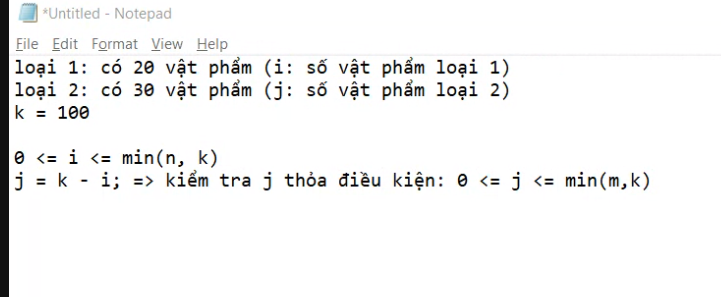 *Untitled - Notepad
File Edit Format View Help
loại 1: có 20 vật phẩm (i: số vật phẩm loại 1)
loại 2: có 30 vật phẩm (j: số vật phẩm loại 2)
k = 100
0 <= i <= min(n, k)
j = k - i; => kiểm tra j thỏa điều kiện: 0 <= j <= min(m,k)